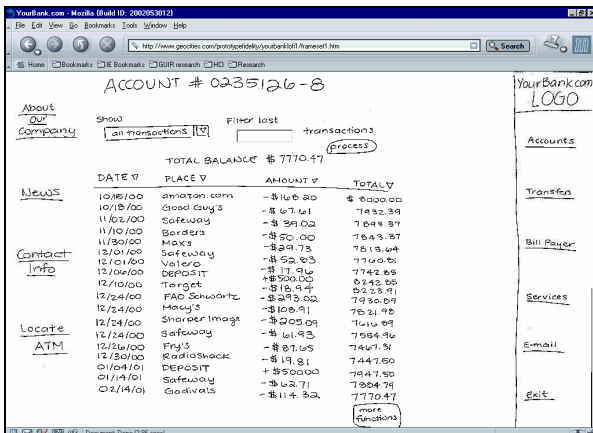 YourBank.com - Mozilla {Build ID: 2002053012}
File Edit View Go Bookmarks Tools Window Help
http://www.geocities.com/prototypefidelity/yourbanklofi1/frameset1.htm
Search
Home Bookmarks IE Bookmarks GUIR research HCI Research
ACCOUNT # 0235126-8
About
our
company
News
Contact
Info
Locate
ATM
Show
all transactions
Filter last
transactions
process
TOTAL BALANCE $ 7770.47
DATE PLACE AMOUNT TOTAL
10/15/00 amazon.com -$168.20 $ 8000.00
10/18/00 Good Guy's -$67.61 7932.39
11/02/00 Safeway -$39.02 7893.37
11/10/00 Borders -$50.00 7843.37
11/30/00 Max's -$29.73 7813.64
12/01/00 Safeway -$52.83 7760.81
12/01/00 Valero -$17.96 7742.85
12/06/00 DEPOSIT +$500.00 8242.85
12/10/00 Target -$18.94 8223.91
12/24/00 FAO Schwartz -$293.02 7930.89
12/24/00 Macy's -$108.91 7821.98
12/24/00 Sharper Image -$205.09 7616.89
12/24/00 Safeway -$61.93 7554.96
12/26/00 Fry's -$87.65 7467.31
12/30/00 RadioShack -$19.81 7447.50
01/04/01 DEPOSIT +$500.00 7947.50
01/14/01 Safeway -$62.71 7884.79
02/14/01 Godivals -$114.32 7770.47
more
functions
YourBank.com
LOGO
Accounts
Transfers
Bill Payer
Services
E-mail
Exit